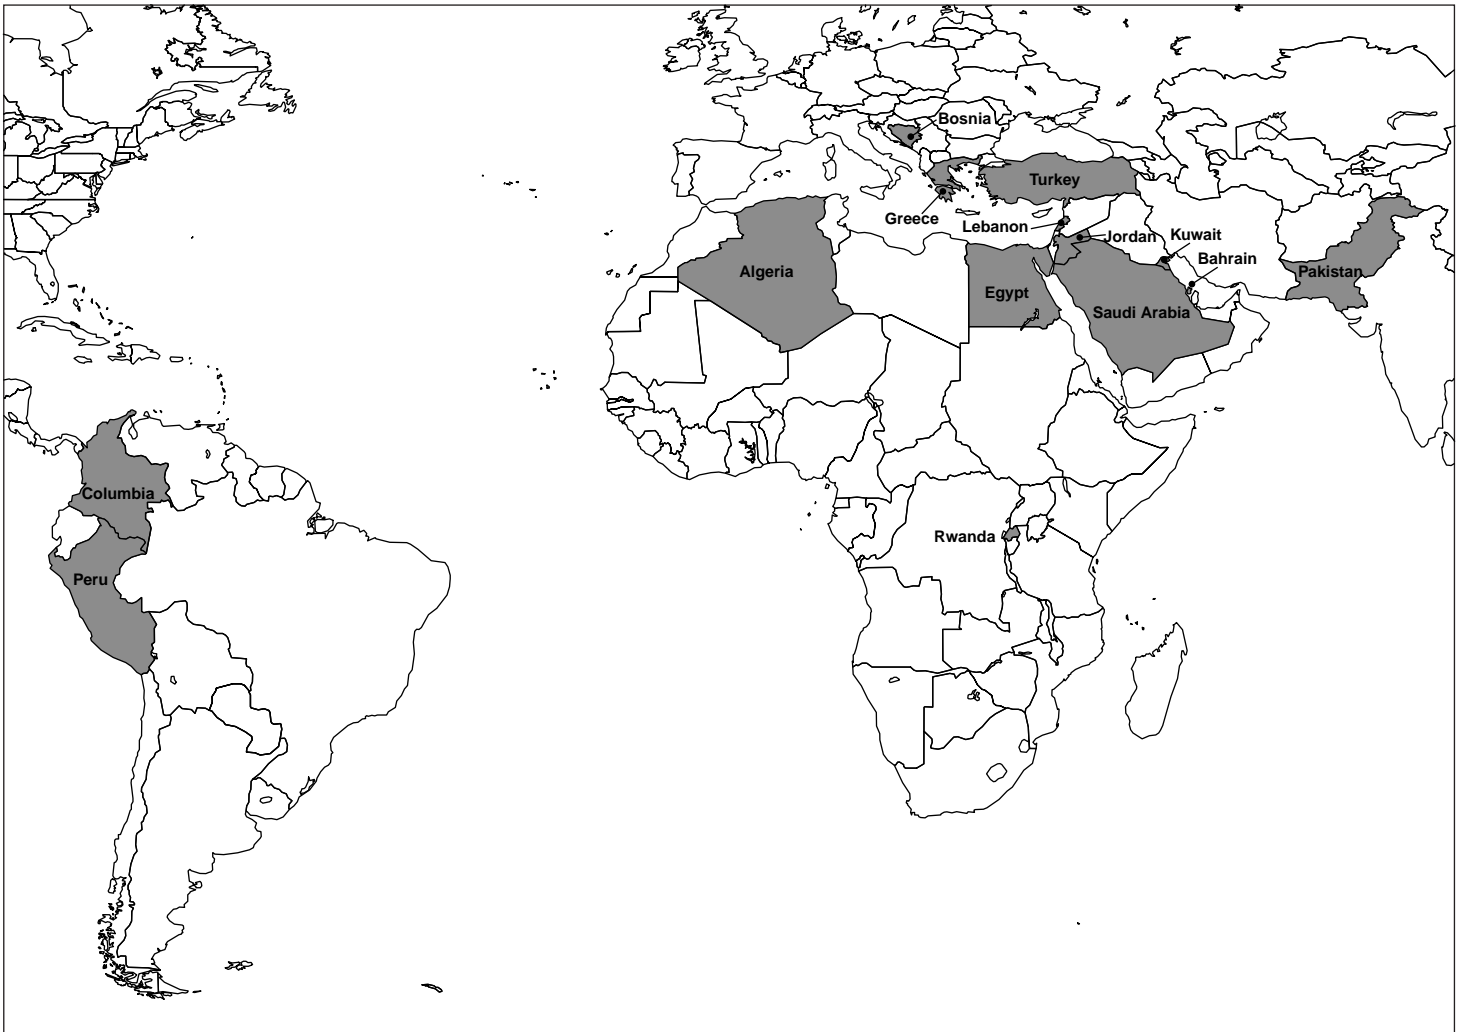 Bosnia
Turkey
Greece
Lebanon
Jordan
Kuwait
Bahrain
Algeria
Egypt
Pakistan
Saudi Arabia
Columbia
Rwanda
Peru